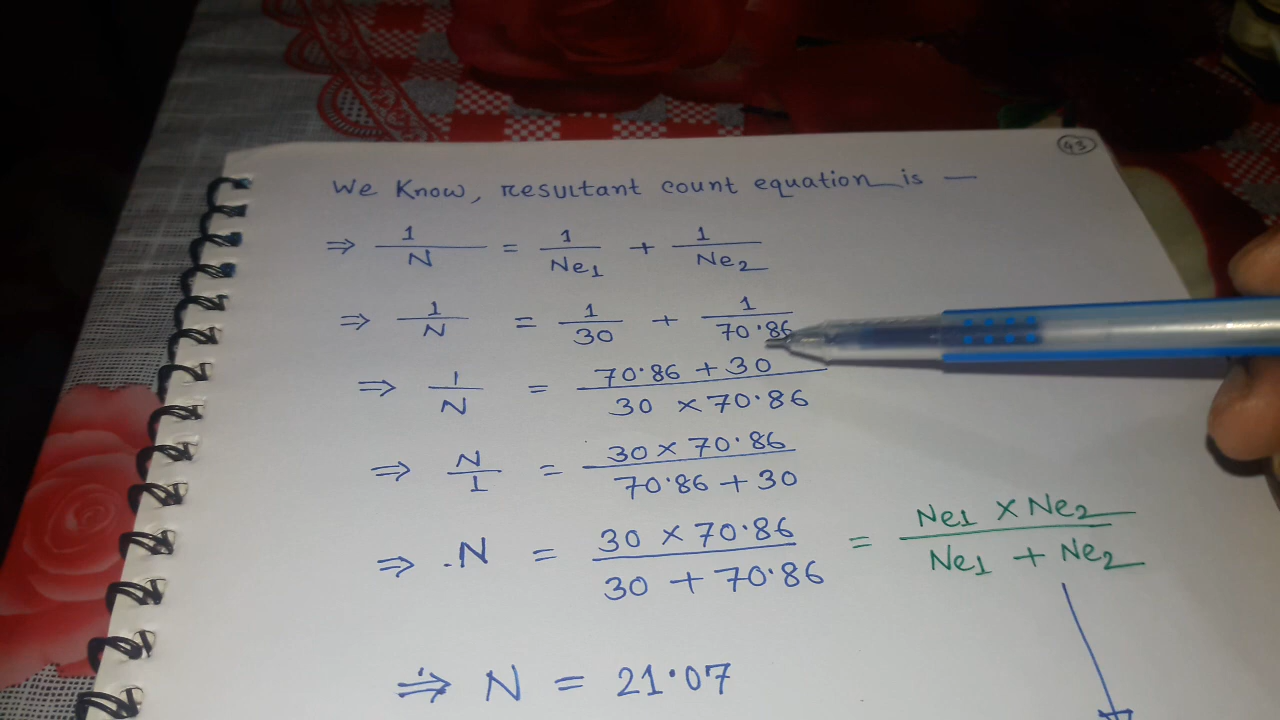 43
We Know, resultant count equation is —
⇒ 1/N = 1/Ne1 + 1/Ne2
⇒ 1/N = 1/30 + 1/70.86
⇒ 1/N = 70.86 + 30 / 30 × 70.86
⇒ N/1 = 30 × 70.86 / 70.86 + 30
⇒ N = 30 × 70.86 / 30 + 70.86 = Ne1 × Ne2 / Ne1 + Ne2
⇒ N = 21.07